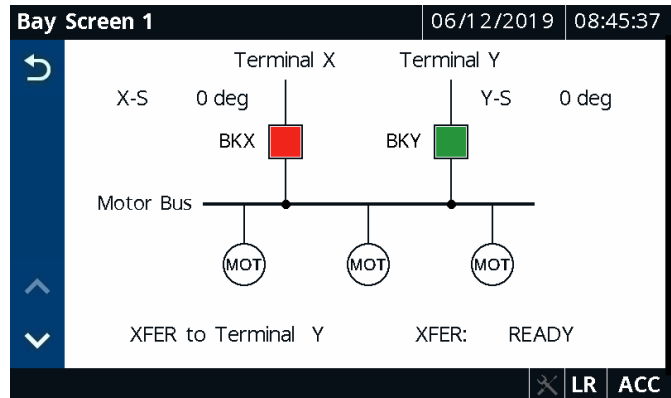 Bay Screen 1 06/12/2019 08:45:37
Terminal X Terminal Y
X-S 0 deg Y-S 0 deg
BKX BKY
Motor Bus
MOT MOT MOT
XFER to Terminal Y XFER: READY
LR ACC